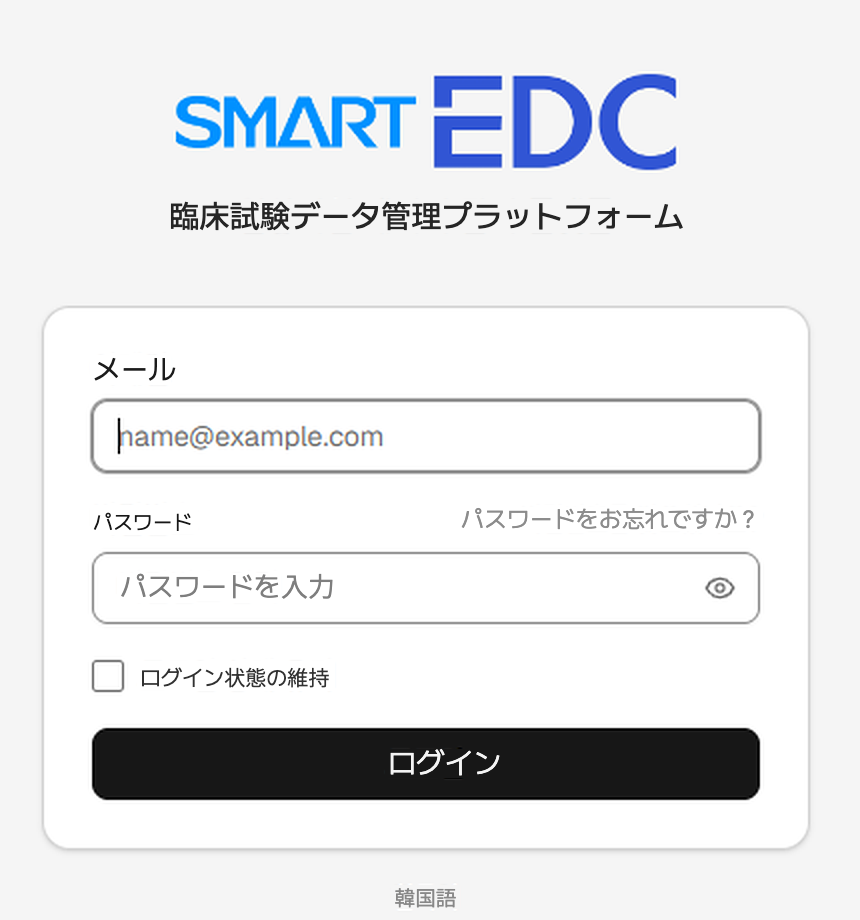 SMART EDC
臨床試験データ管理プラットフォーム
メール
name@example.com
パスワード パスワードをお忘れですか？
パスワードを入力
ログイン状態の維持
ログイン
韓国語